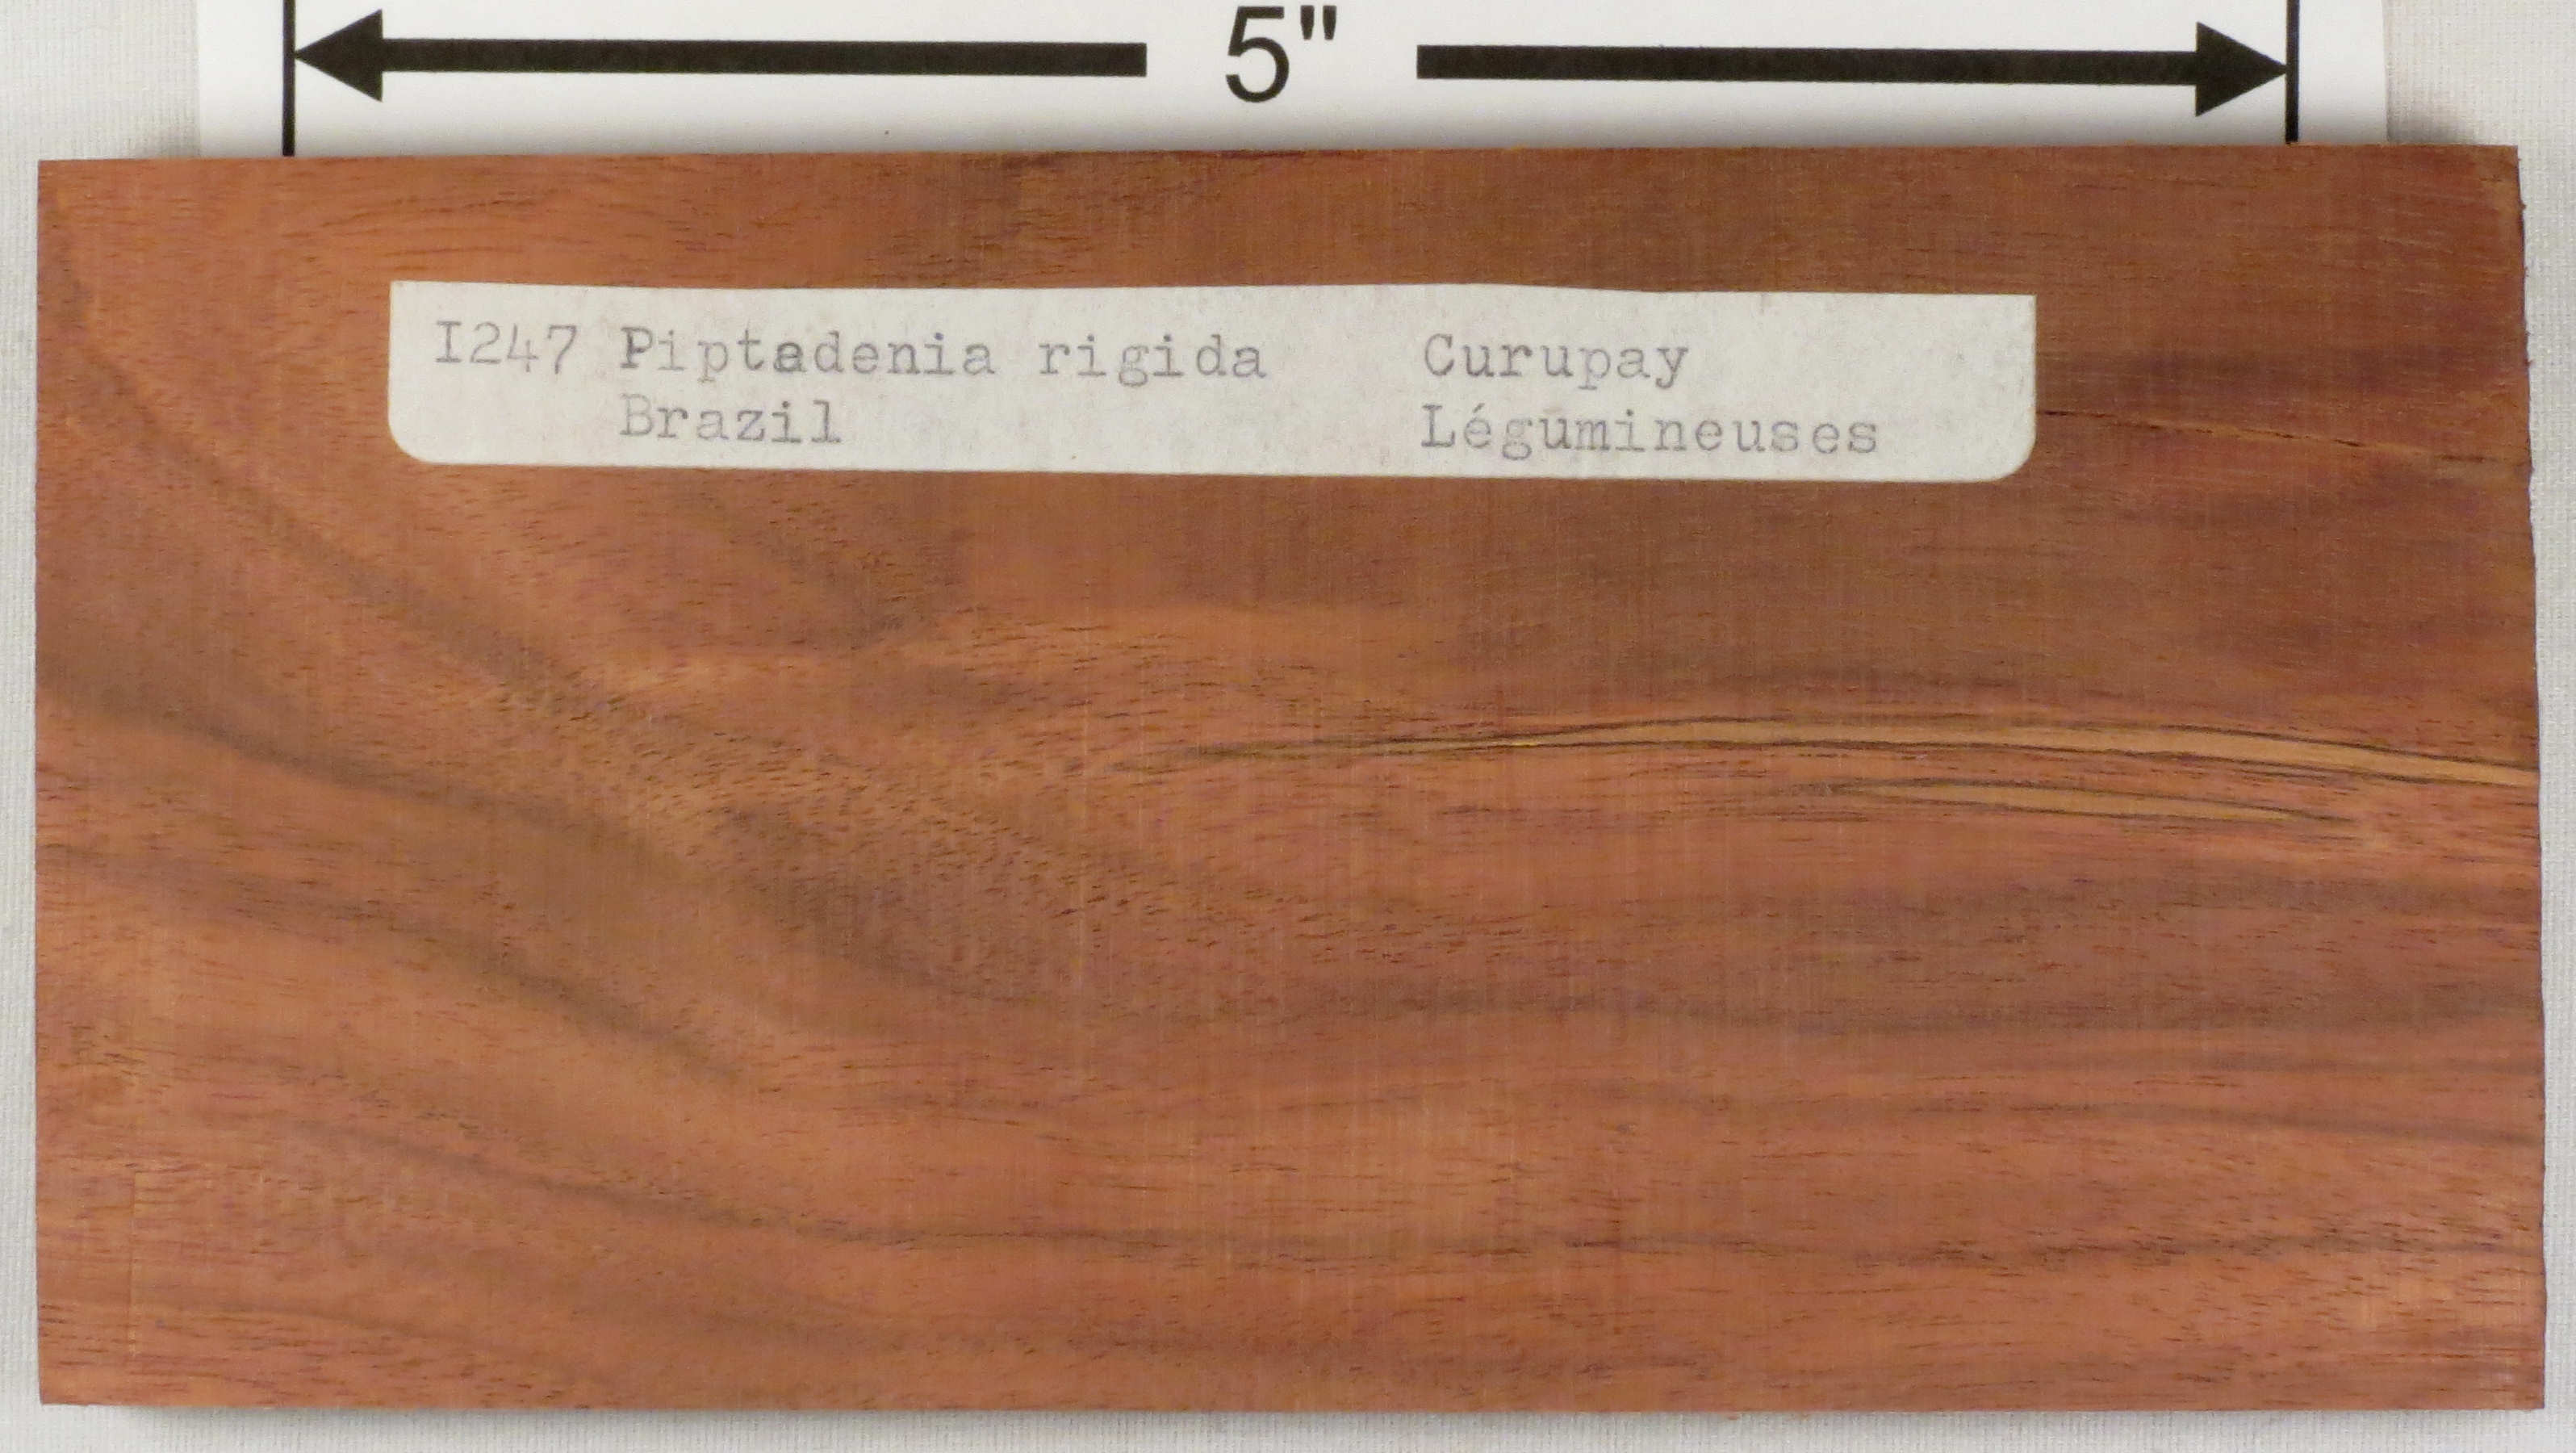 5"
I247 Piptadenia rigida Curupay
Brazil Légumineuses